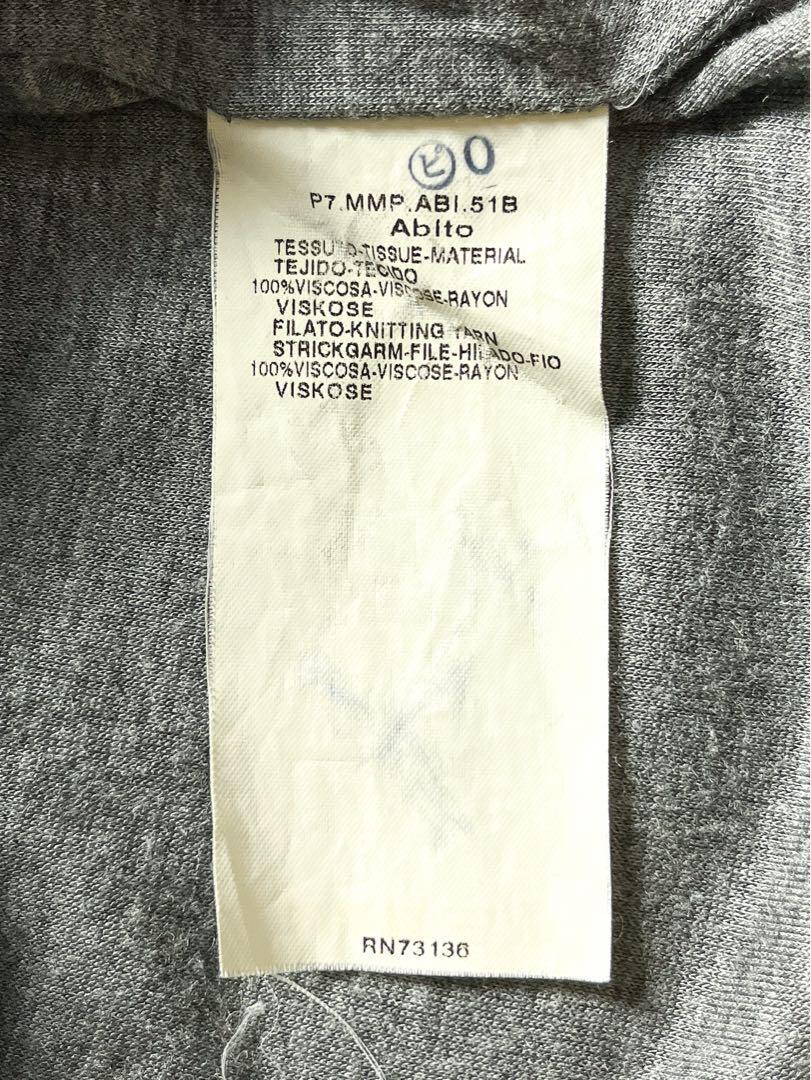 ピ 0
P7.MMP.ABI.51B
Abito
TESSUTO-TISSUE-MATERIAL
TEJIDO-TECIDO
100%VISCOSA-VISCOSE-RAYON
VISKOSE
FILATO-KNITTING YARN
STRICKGARM-FILE-HILADO-FIO
100%VISCOSA-VISCOSE-RAYON
VISKOSE
RN73136